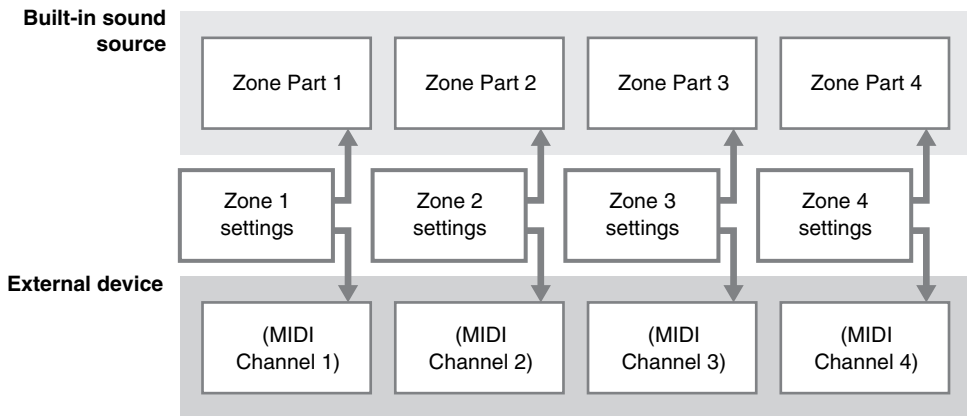 Built-in sound
source
Zone Part 1
Zone Part 2
Zone Part 3
Zone Part 4
Zone 1
settings
Zone 2
settings
Zone 3
settings
Zone 4
settings
External device
(MIDI
Channel 1)
(MIDI
Channel 2)
(MIDI
Channel 3)
(MIDI
Channel 4)